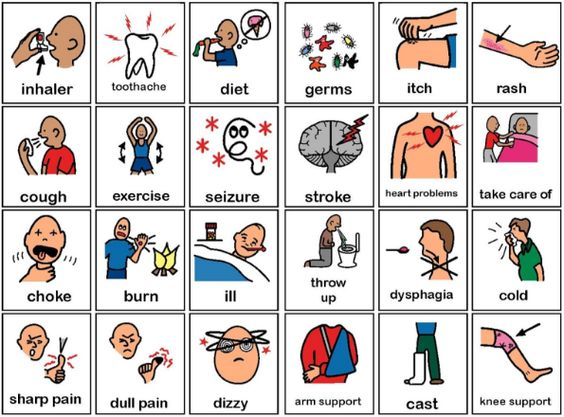 inhaler
toothache
diet
germs
itch
rash
cough
exercise
seizure
stroke
heart problems
take care of
choke
burn
ill
throw
up
dysphagia
cold
sharp pain
dull pain
dizzy
arm support
cast
knee support